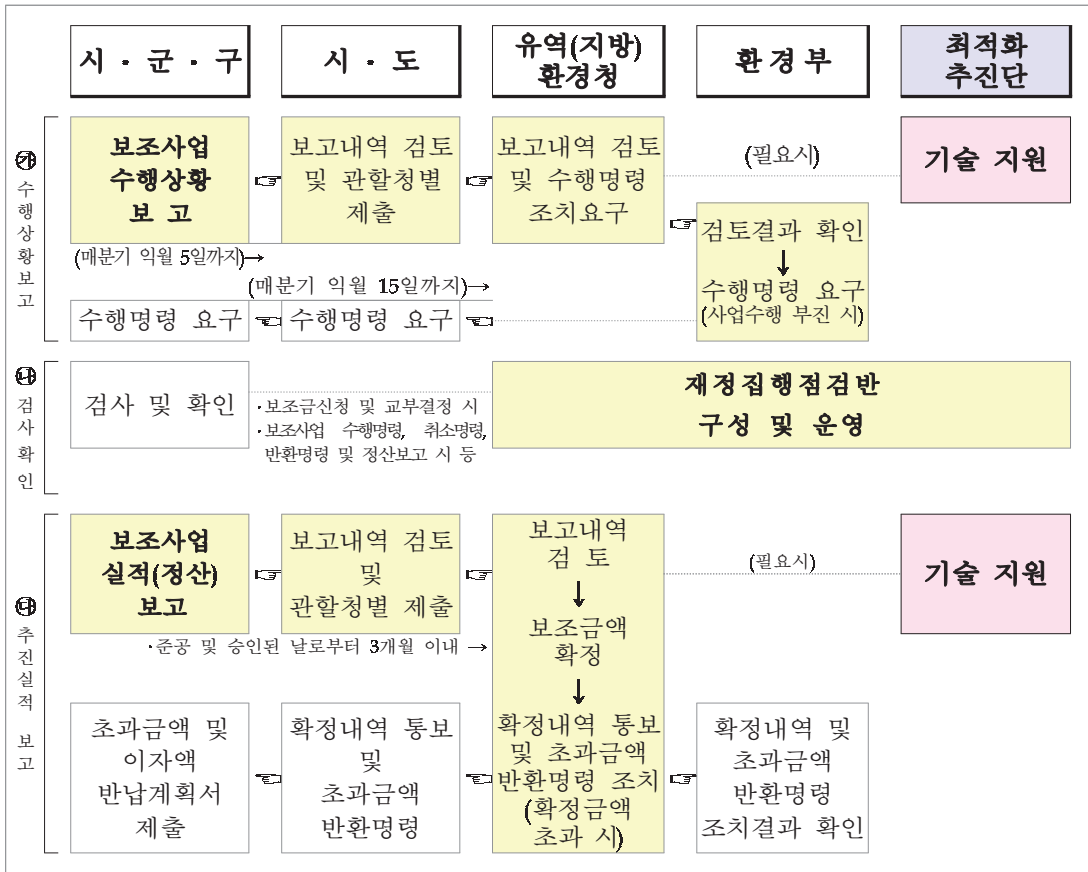 시·군·구
시·도
유역(지방)
환경청
환경부
최적화
추진단
㉮ 수행상황보고
보조사업
수행상황
보 고
☞
보고내역 검토
및 관할청별
제출
☞
보고내역 검토
및 수행명령
조치요구
(필요시)
기술 지원
☞
검토결과 확인
↓
수행명령 요구
(사업수행 부진 시)
(매분기 익월 5일까지)→
(매분기 익월 15일까지)→
수행명령 요구
☜
수행명령 요구
☜
㉯ 검사확인
검사 및 확인
·보조금신청 및 교부결정 시
·보조사업 수행명령, 취소명령,
반환명령 및 정산보고 시 등
재정집행점검반
구성 및 운영
㉰ 추진실적 보고
보조사업
실적(정산)
보고
☞
보고내역 검토
및
관할청별 제출
☞
보고내역
검 토
↓
보조금액
확정
↓
(필요시)
기술 지원
·준공 및 승인된 날로부터 3개월 이내 →
초과금액 및
이자액
반납계획서
제출
☜
확정내역 통보
및
초과금액
반환명령
☜
확정내역 통보
및 초과금액
반환명령 조치
(확정금액
초과 시)
☞
확정내역 및
초과금액
반환명령
조치결과 확인